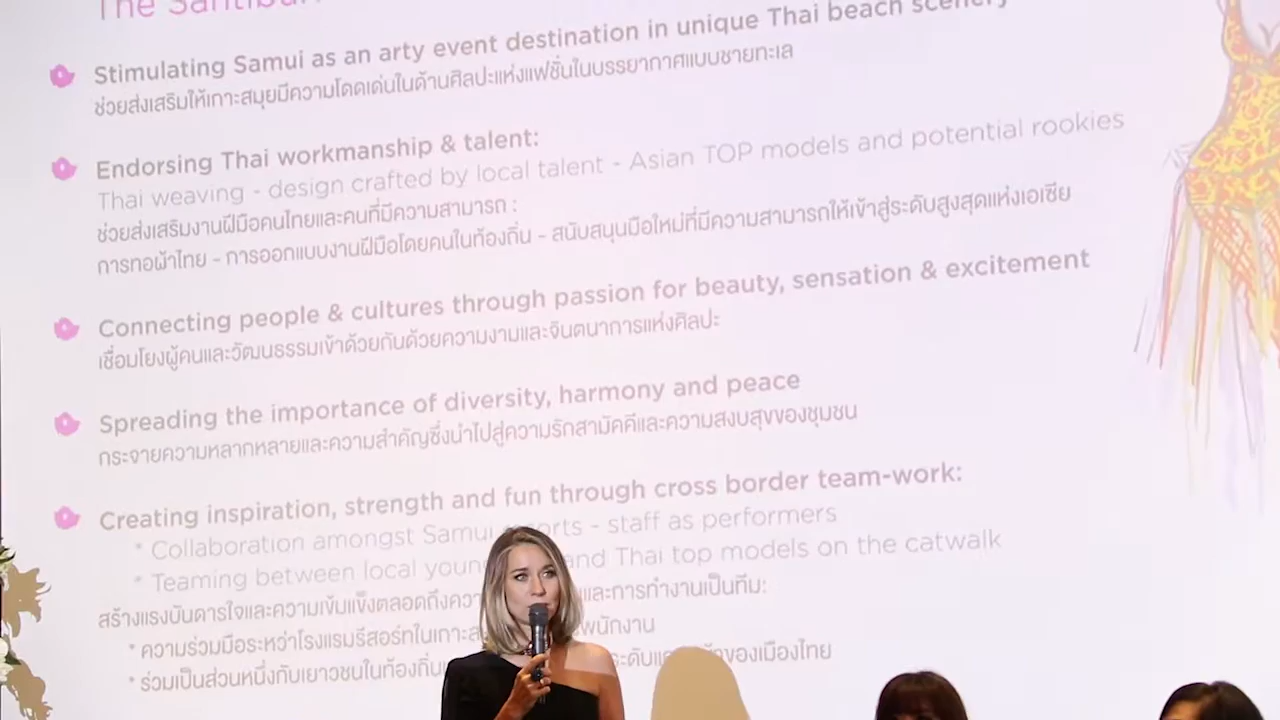 The
Stimulating Samui as an arty event destination in unique Thai beach scenery
ช่วยส่งเสริมให้เกาะสมุยมีความโดดเด่นในด้านศิลปะแห่งแฟชั่นในบรรยากาศแบบชายทะเล
Endorsing Thai workmanship & talent:
Thai weaving - design crafted by local talent - Asian TOP models and potential rookies
ช่วยส่งเสริมงานฝีมือคนไทยและคนที่มีความสามารถ :
การทอผ้าไทย - การออกแบบงานฝีมือโดยคนในท้องถิ่น - สนับสนุนมือใหม่ที่มีความสามารถให้เข้าสู่ระดับสูงสุดแห่งเอเชีย
Connecting people & cultures through passion for beauty, sensation & excitement
เชื่อมโยงผู้คนและวัฒนธรรมเข้าด้วยกันด้วยความงามและจินตนาการแห่งศิลปะ
Spreading the importance of diversity, harmony and peace
กระจายความหลากหลายและความสำคัญซึ่งนำไปสู่ความรักสามัคคีและความสงบสุขของชุมชน
Creating inspiration, strength and fun through cross border team-work:
* Collaboration amongst Samui - staff as performers
* Teaming between local and Thai top models on the catwalk
สร้างแรงบันดารใจและความเข้มแข็งตลอดถึง และการทำงานเป็นทีม:
* ความร่วมมือระหว่างโรงแรมรีสอร์ทในเกาะ พนักงาน
* ร่วมเป็นส่วนหนึ่งกับเยาวชนในท้องถิ่น ของเมืองไทย